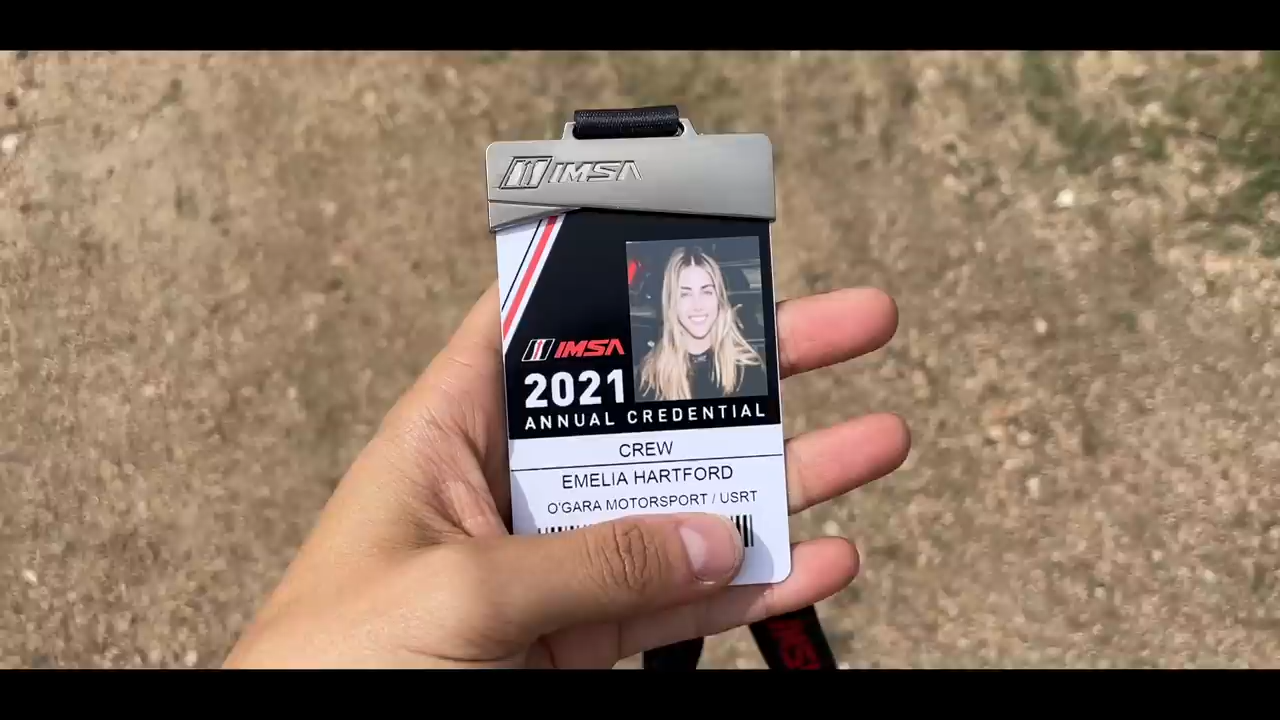 IMSA
IMSA
2021
ANNUAL CREDENTIAL
CREW
EMELIA HARTFORD
O'GARA MOTORSPORT / USRT